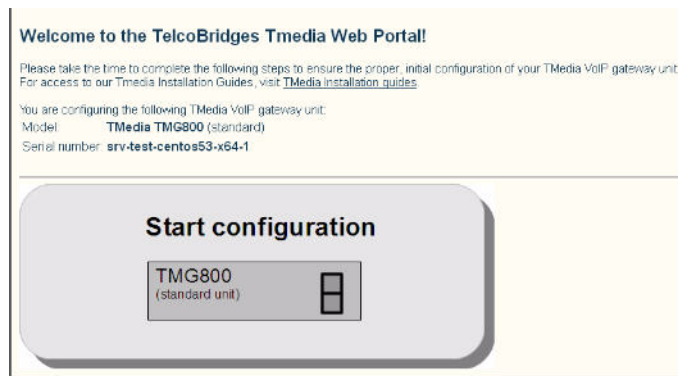 Welcome to the TelcoBridges Tmedia Web Portal!
Please take the time to complete the following steps to ensure the proper, initial configuration of your TMedia VoIP gateway unit
For access to our Tmedia Installation Guides, visit TMedia Installation guides
You are configuring the following TMedia VoIP gateway unit:
Model: TMedia TMG800 (standard)
Serial number: srv-test-centos53-x64-1
Start configuration
TMG800
(standard unit)